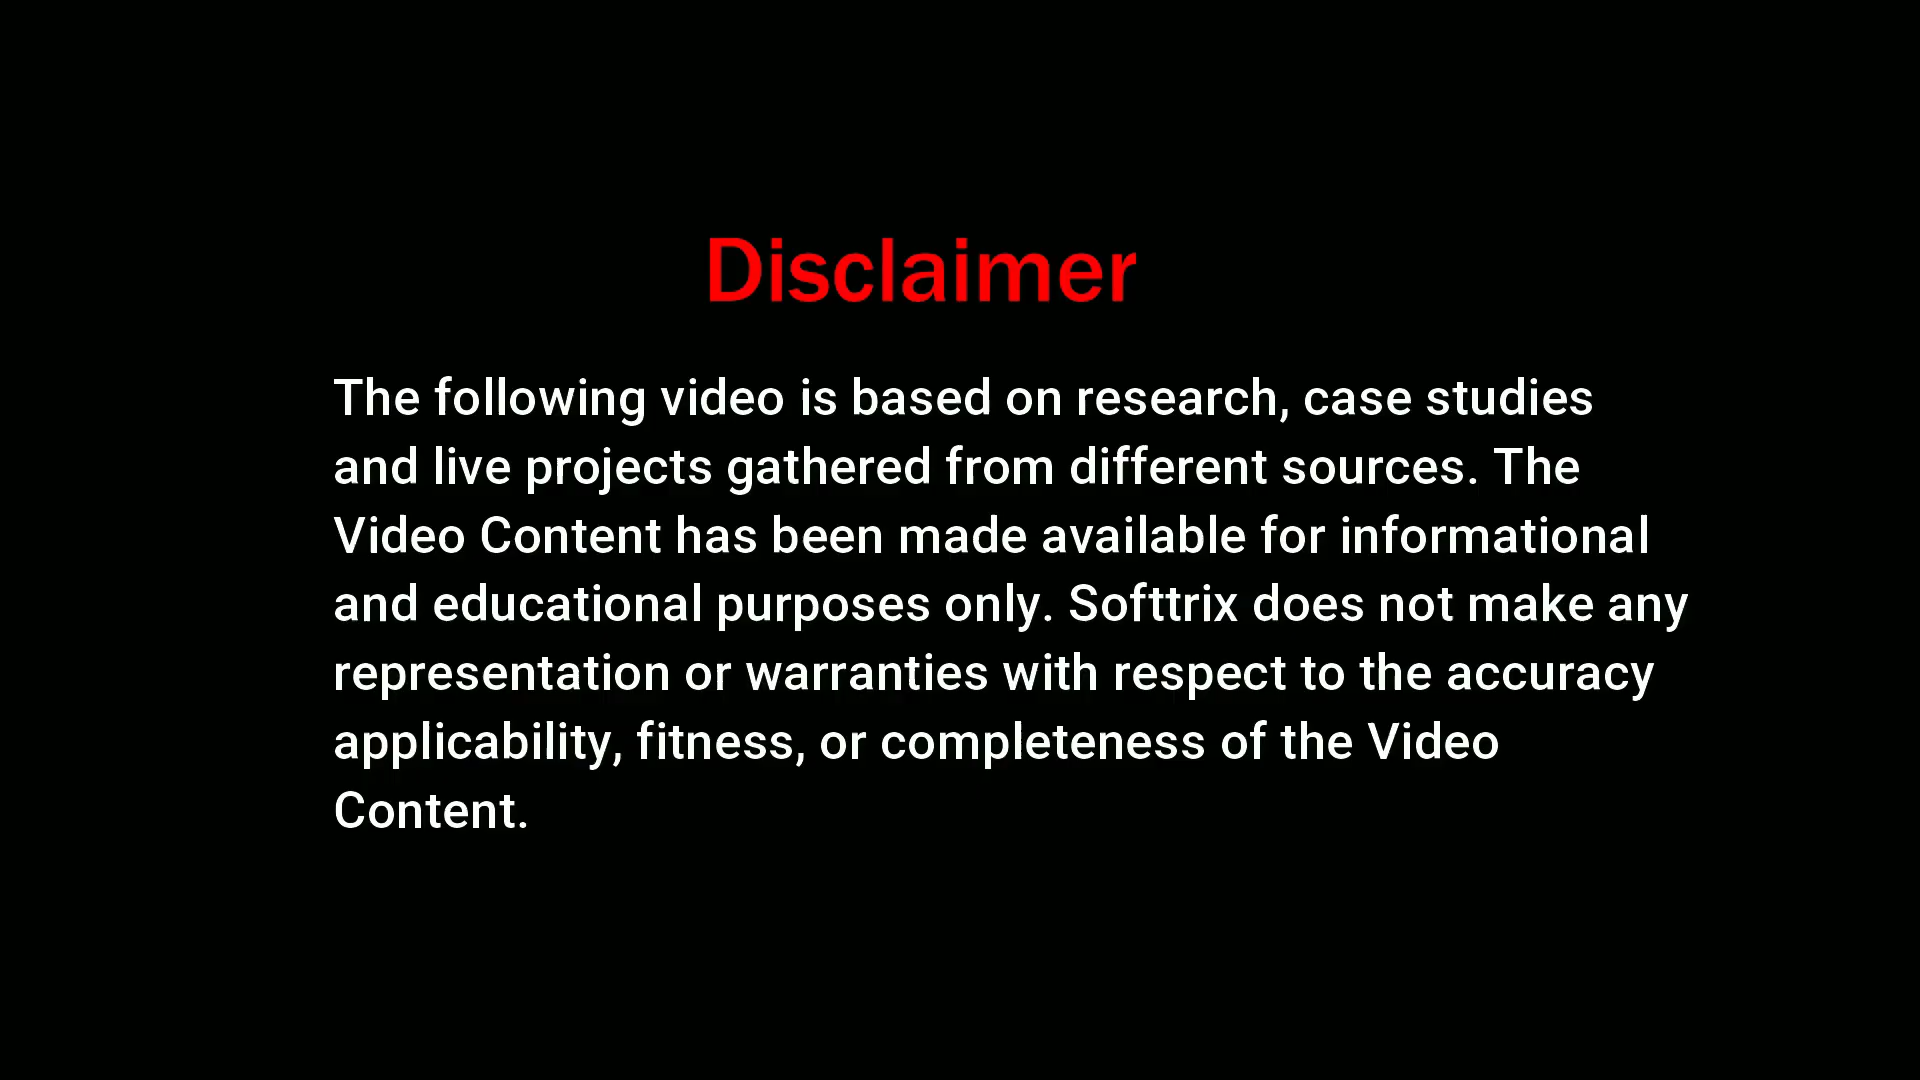 Disclaimer
The following video is based on research, case studies
and live projects gathered from different sources. The
Video Content has been made available for informational
and educational purposes only. Softtrix does not make any
representation or warranties with respect to the accuracy
applicability, fitness, or completeness of the Video
Content.